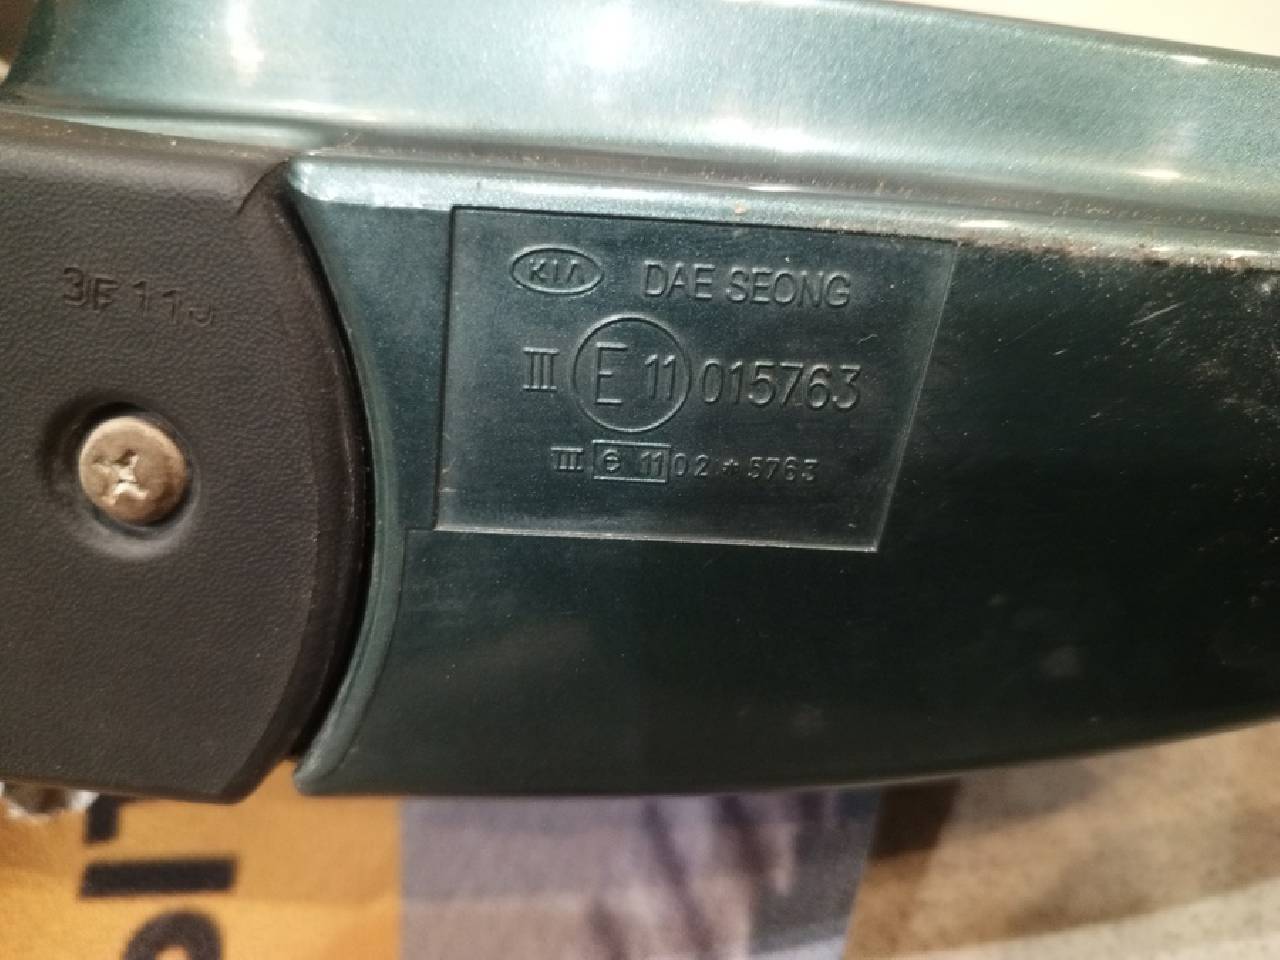 KIA DAE SEONG
III E 11 015763
III e 11 02 * 5763